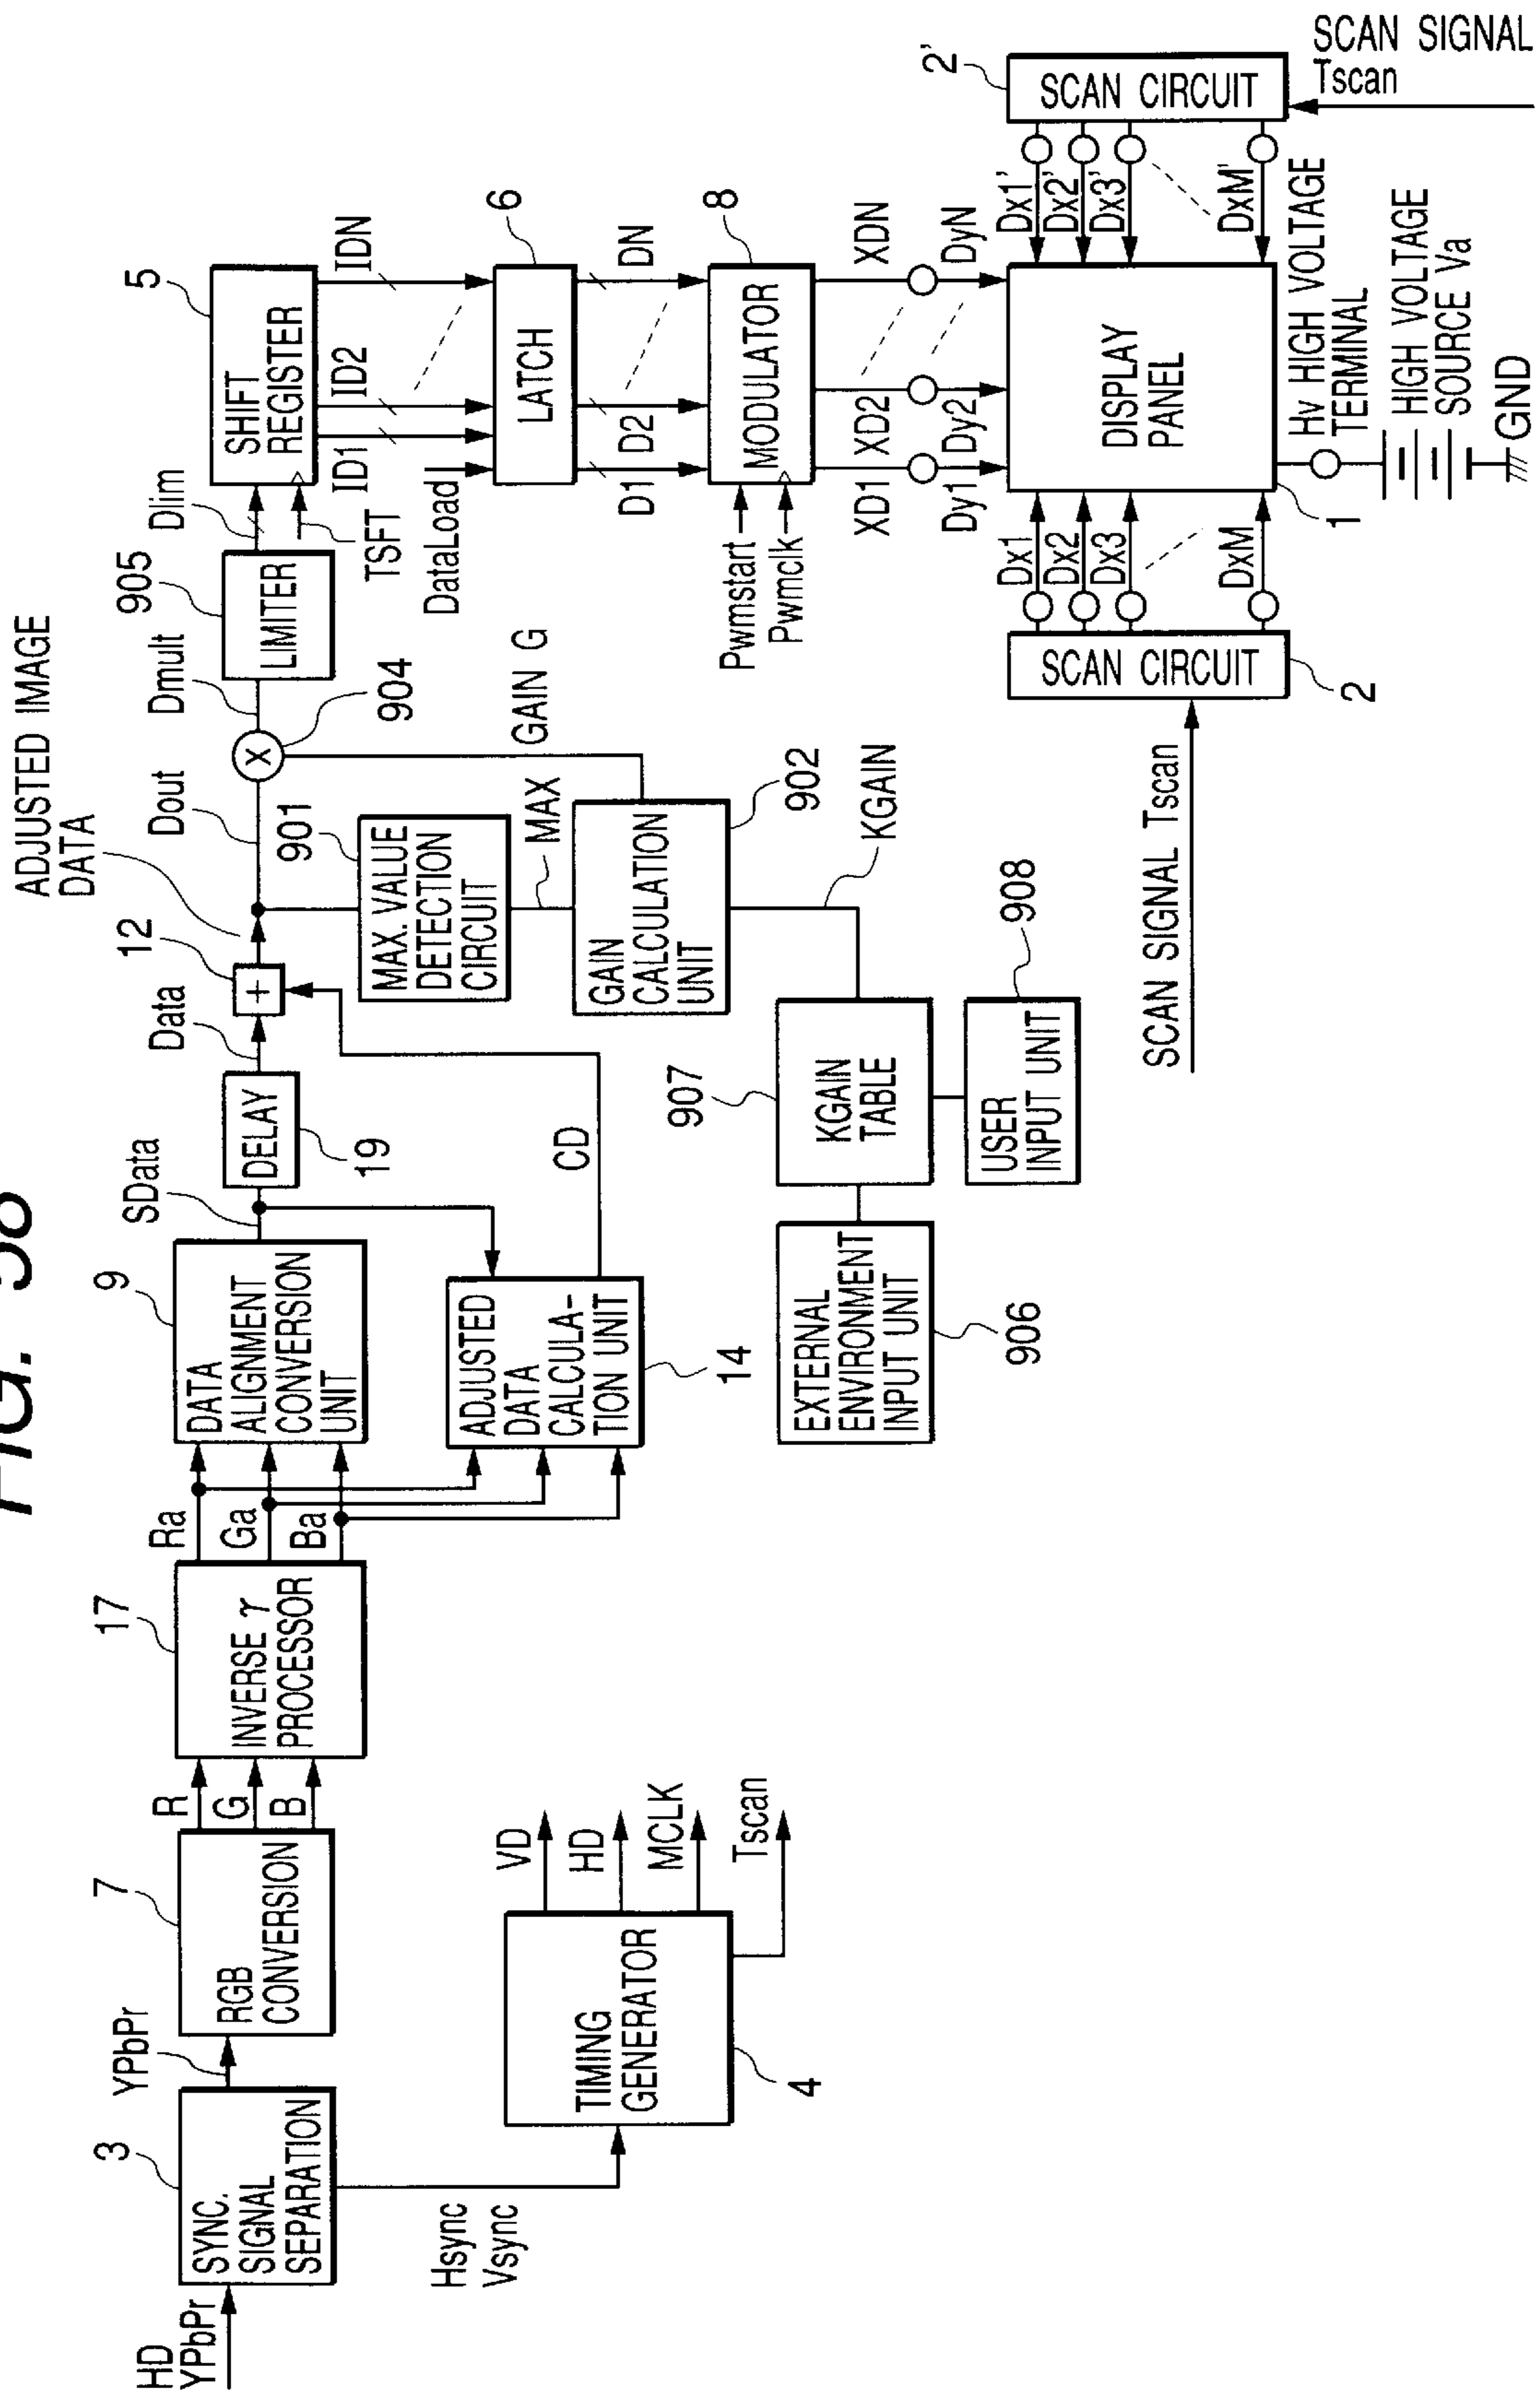 FIG. 38
HD
YPbPr
3
SYNC.
SIGNAL
SEPARATION
YPbPr
Hsync
Vsync
7
RGB
CONVERSION
R
G
B
17
INVERSE γ
PROCESSOR
Ra
Ga
Ba
9
DATA
ALIGNMENT
CONVERSION
UNIT
SData
ADJUSTED
DATA
CALCULA-
TION UNIT
14
CD
DELAY
19
Data
12
+
ADJUSTED IMAGE
DATA
Dout
901
MAX. VALUE
DETECTION
CIRCUIT
MAX
GAIN
CALCULATION
UNIT
902
GAIN G
KGAIN
X
904
Dmult
905
LIMITER
Dlim
TSFT
5
SHIFT
REGISTER
ID1
ID2
IDN
DataLoad
6
LATCH
D1
D2
DN
Pwmstart
Pwmclk
8
MODULATOR
XD1
XD2
XDN
Dy1
Dy2
DyN
TIMING
GENERATOR
4
VD
HD
MCLK
Tscan
EXTERNAL
ENVIRONMENT
INPUT UNIT
906
907
KGAIN
TABLE
USER
INPUT UNIT
908
SCAN SIGNAL Tscan
SCAN CIRCUIT
2
Dx1
Dx2
Dx3
DxM
DISPLAY
PANEL
1
Dx1'
Dx2'
Dx3'
DxM'
2'
SCAN CIRCUIT
SCAN SIGNAL
Tscan
Hv HIGH VOLTAGE
TERMINAL
HIGH VOLTAGE
SOURCE Va
GND